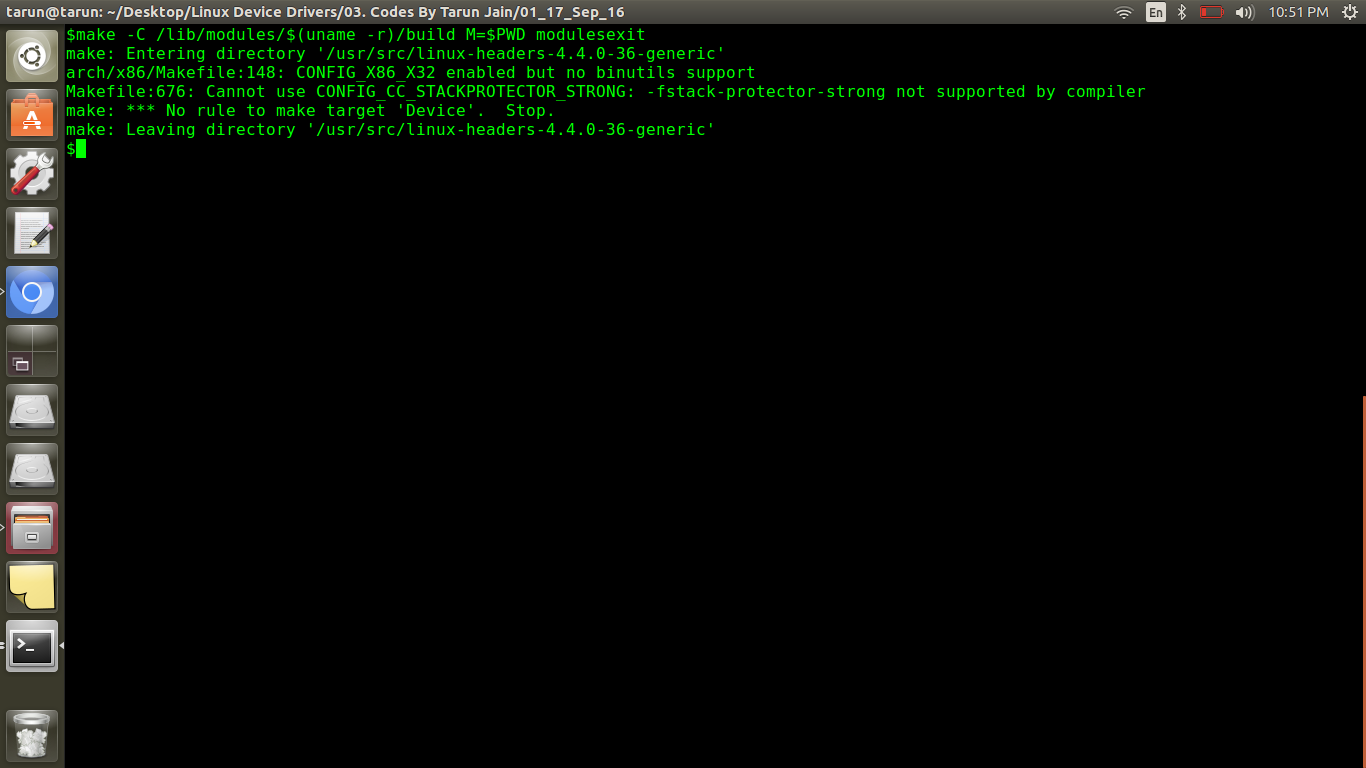 tarun@tarun: ~/Desktop/Linux Device Drivers/03. Codes By Tarun Jain/01_17_Sep_16
En
10:51 PM
$make -C /lib/modules/$(uname -r)/build M=$PWD modulesexit
make: Entering directory '/usr/src/linux-headers-4.4.0-36-generic'
arch/x86/Makefile:148: CONFIG_X86_X32 enabled but no binutils support
Makefile:676: Cannot use CONFIG_CC_STACKPROTECTOR_STRONG: -fstack-protector-strong not supported by compiler
make: *** No rule to make target 'Device'.  Stop.
make: Leaving directory '/usr/src/linux-headers-4.4.0-36-generic'
$